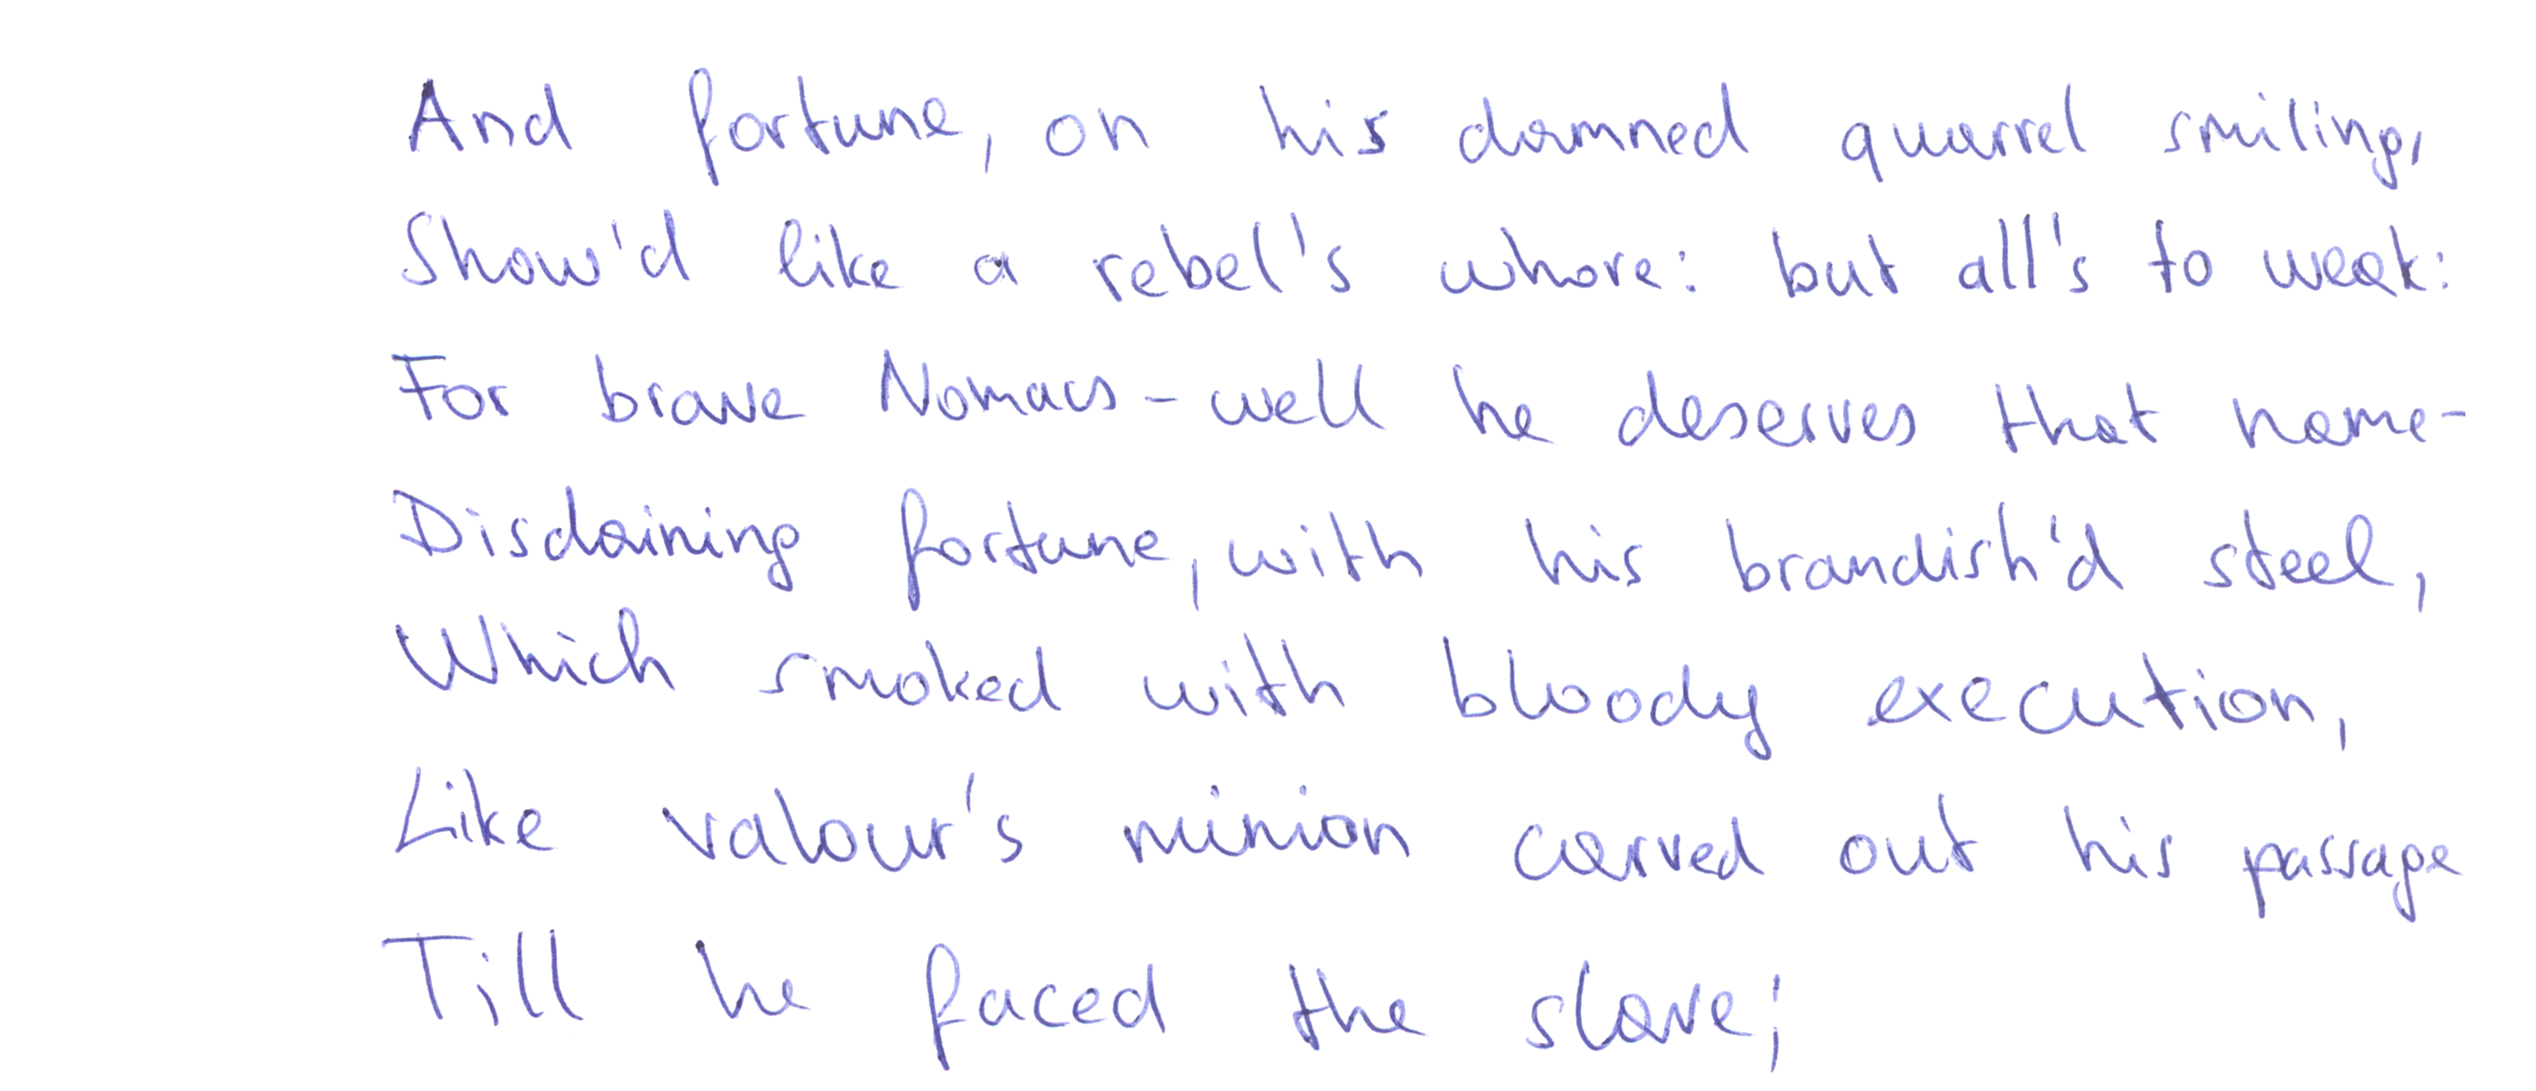 And fortune, on his damned quarrel smiling,
Show'd like a rebel's whore: but all's to weak:
For brave Nomacs - well he deserves that name -
Disdaining fortune, with his brandish'd steel,
Which smoked with bloody execution,
Like valour's minion carved out his passage
Till he faced the slave;